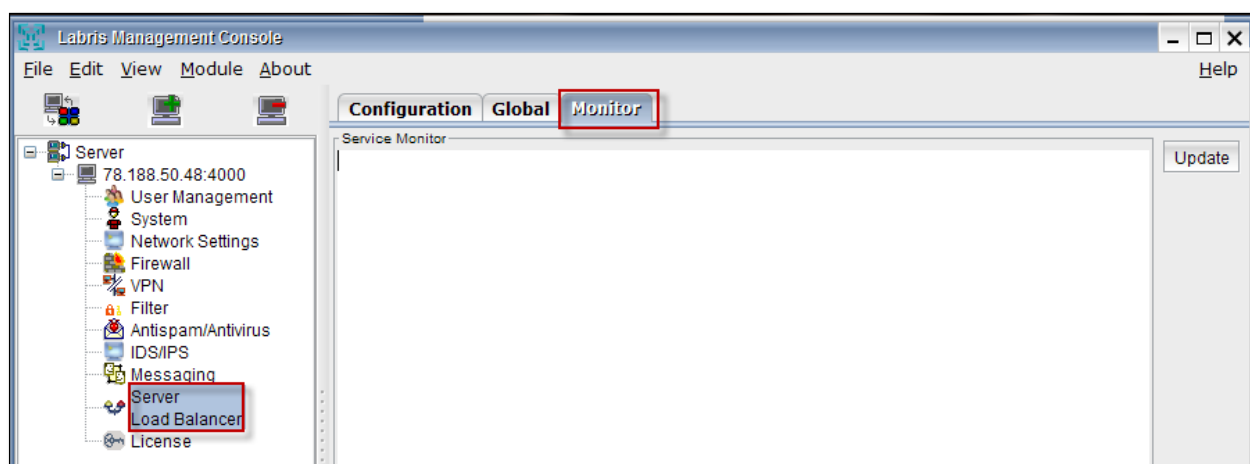 Labris Management Console
File Edit View Module About Help
Configuration Global Monitor
Service Monitor
Update
Server
78.188.50.48:4000
User Management
System
Network Settings
Firewall
VPN
Filter
Antispam/Antivirus
IDS/IPS
Messaging
Server
Load Balancer
License